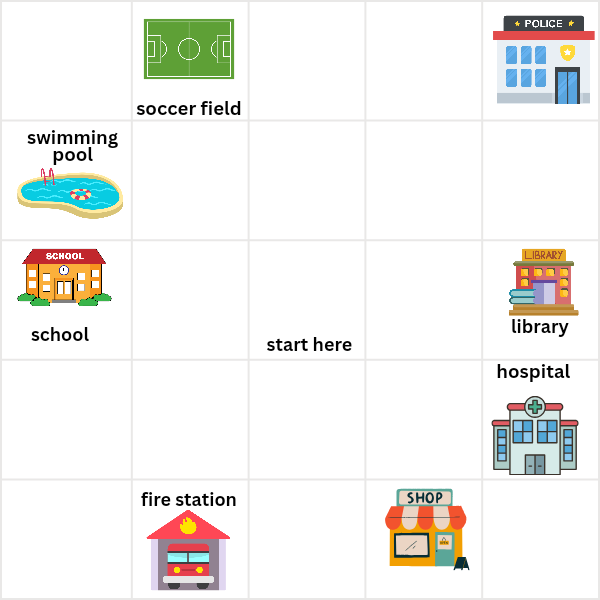 POLICE
soccer field
swimming
pool
SCHOOL
school
start here
LIBRARY
library
hospital
fire station
SHOP